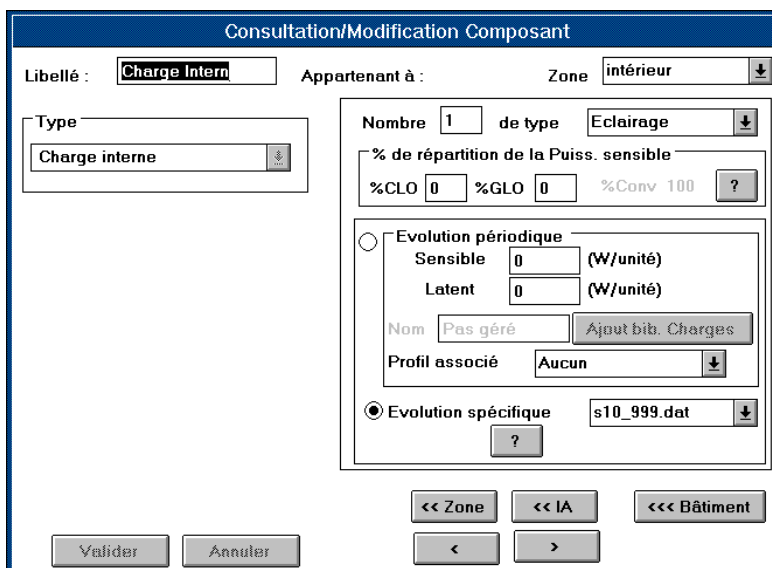 Consultation/Modification Composant
Libellé : Charge Intern Appartenant à : Zone intérieur
Type
Charge interne
Nombre 1 de type Eclairage
% de répartition de la Puiss. sensible
%CLO 0 %GLO 0 %Conv 100 ?
Evolution périodique
Sensible 0 (W/unité)
Latent 0 (W/unité)
Nom Pas géré Ajout bib. Charges
Profil associé Aucun
Evolution spécifique s10_999.dat
?
<< Zone << IA <<< Bâtiment
Valider Annuler < >